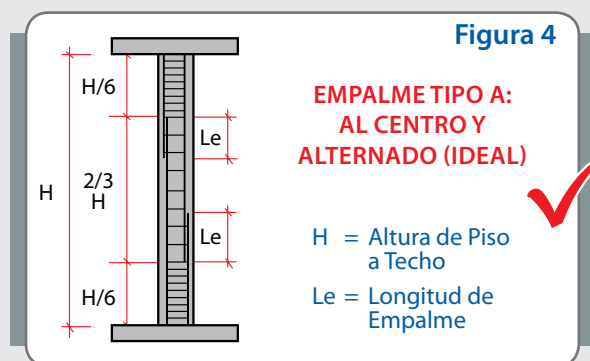 Figura 4
EMPALME TIPO A:
AL CENTRO Y
ALTERNADO (IDEAL)
H/6
Le
H
2/3
H
Le
H/6
H = Altura de Piso
a Techo
Le = Longitud de
Empalme